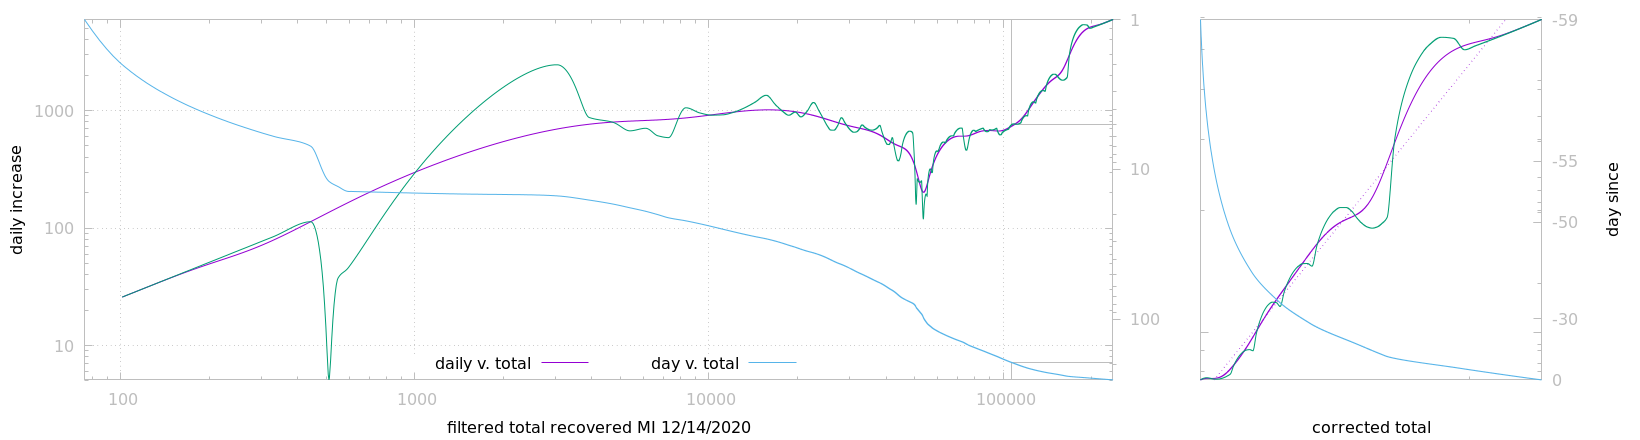 daily increase
1000
100
10
100
1000
10000
100000
1
10
100
daily v. total
day v. total
filtered total recovered MI 12/14/2020
-59
-55
-50
-30
0
day since
corrected total